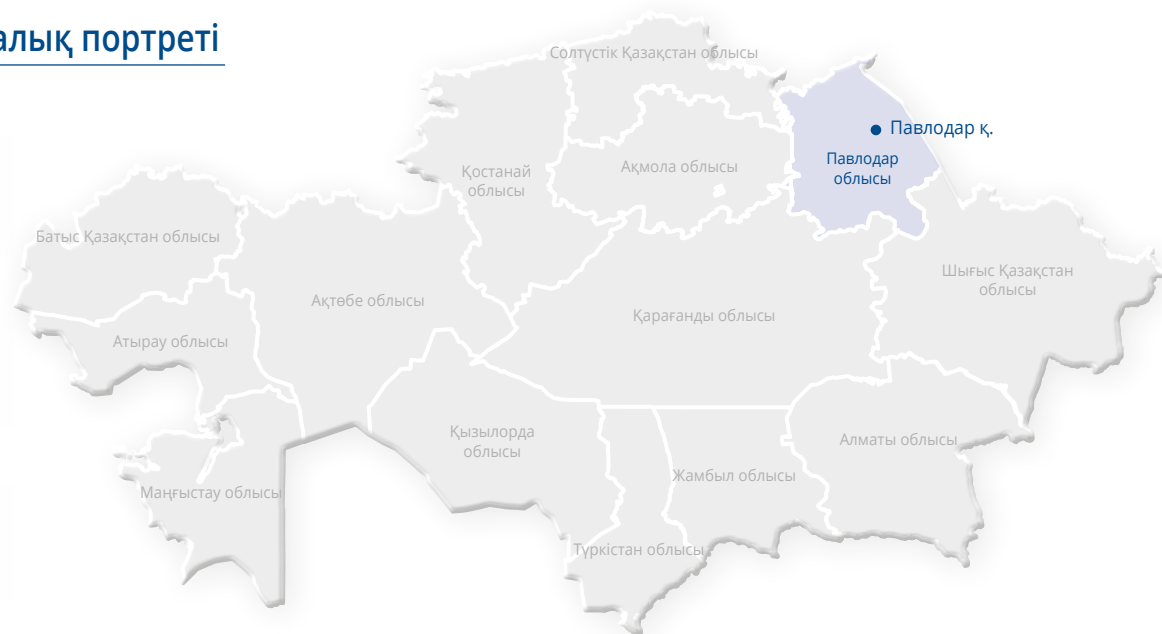 алық портреті
Солтүстік Қазақстан облысы
Павлодар қ.
Павлодар
облысы
Ақмола облысы
Қостанай
облысы
Батыс Қазақстан облысы
Шығыс Қазақстан
облысы
Ақтөбе облысы
Қарағанды облысы
Атырау облысы
Қызылорда
облысы
Алматы облысы
Жамбыл облысы
Маңғыстау облысы
Түркістан облысы